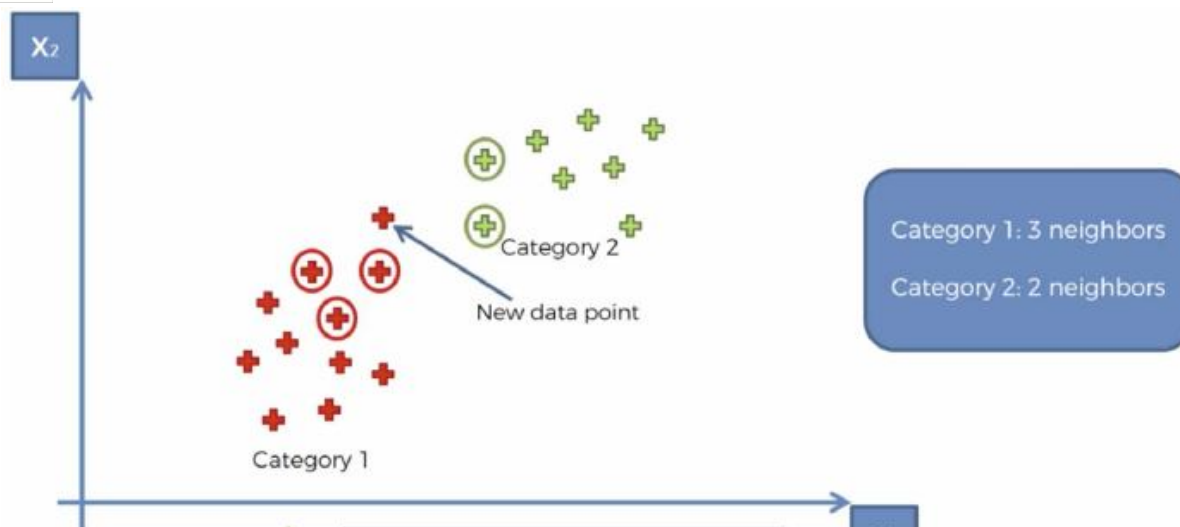 X2
Category 2
New data point
Category 1: 3 neighbors
Category 2: 2 neighbors
Category 1